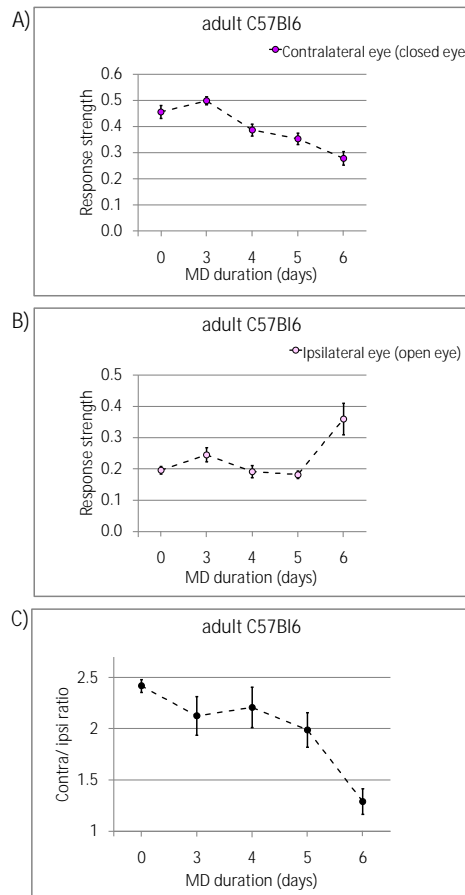 A)
adult C57Bl6
Contralateral eye (closed eye
Response strength
0.6
0.5
0.4
0.3
0.2
0.1
0.0
0 3 4 5 6
MD duration (days)
B)
adult C57Bl6
Ipsilateral eye (open eye)
Response strength
0.5
0.4
0.3
0.2
0.1
0.0
0 3 4 5 6
MD duration (days)
C)
adult C57Bl6
Contra/ ipsi ratio
2.5
2
1.5
1
0 3 4 5 6
MD duration (days)